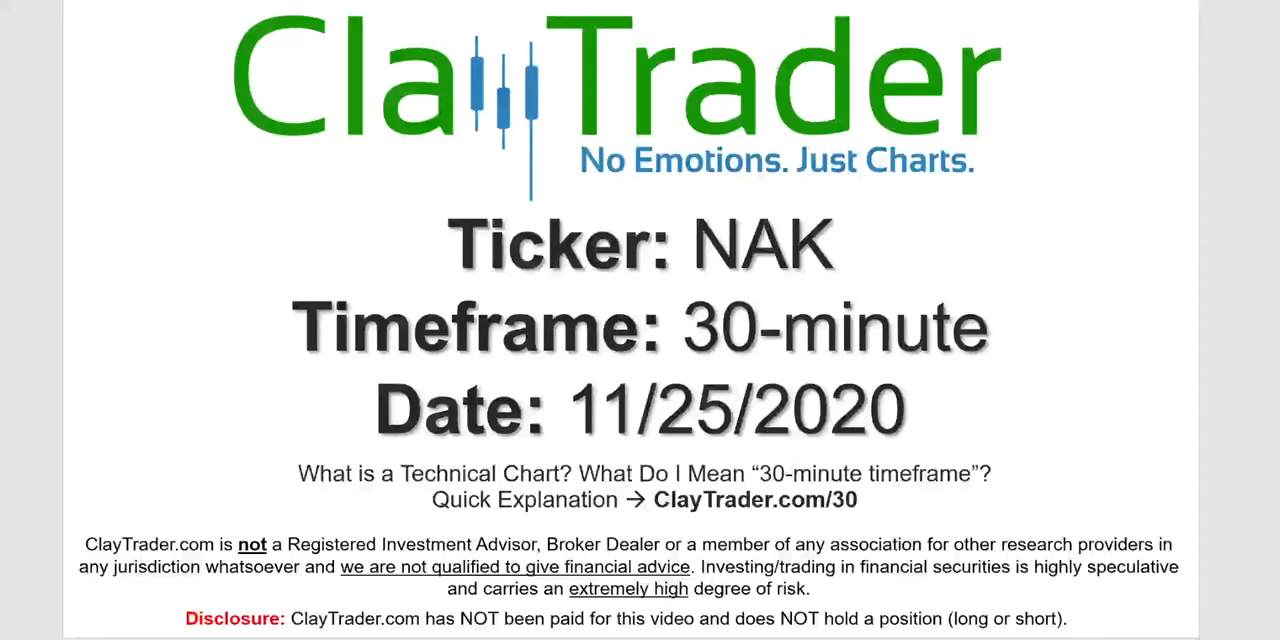 ClayTrader
No Emotions. Just Charts.
Ticker: NAK
Timeframe: 30-minute
Date: 11/25/2020
What is a Technical Chart? What Do I Mean “30-minute timeframe”?
Quick Explanation → ClayTrader.com/30
ClayTrader.com is not a Registered Investment Advisor, Broker Dealer or a member of any association for other research providers in
any jurisdiction whatsoever and we are not qualified to give financial advice. Investing/trading in financial securities is highly speculative
and carries an extremely high degree of risk.
Disclosure: ClayTrader.com has NOT been paid for this video and does NOT hold a position (long or short).